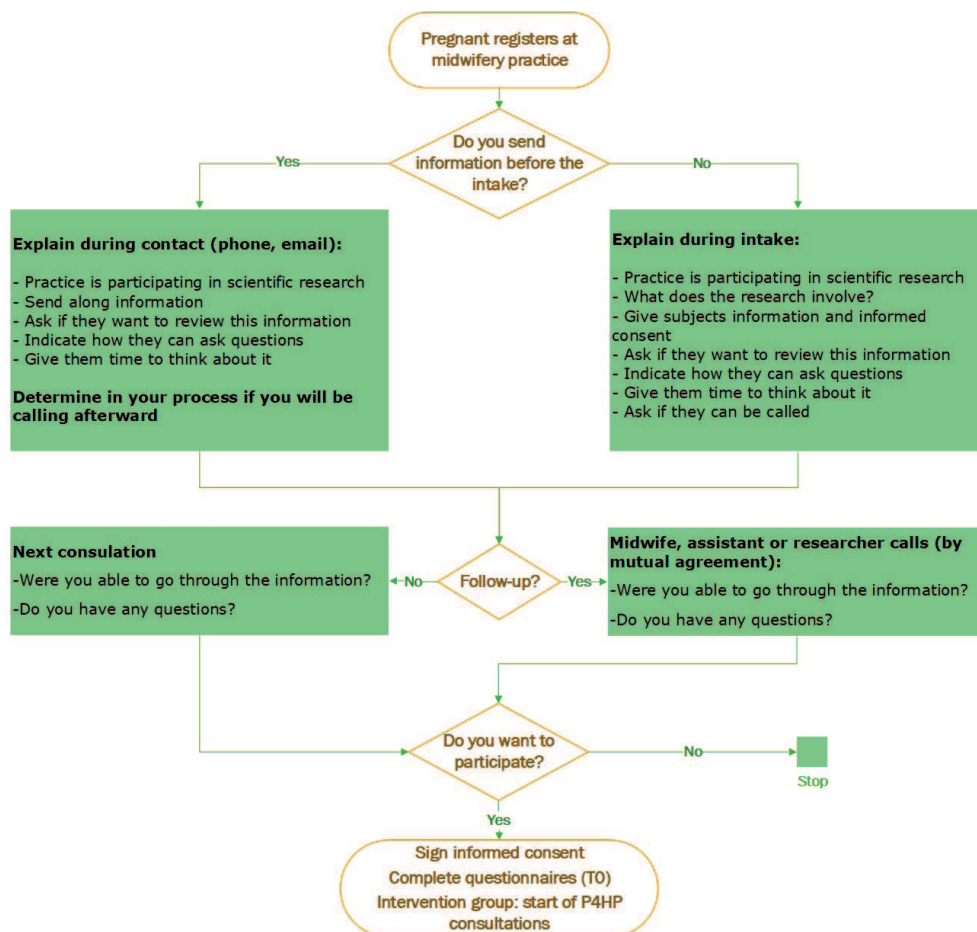 Pregnant registers at
midwifery practice
Do you send
information before the
intake?
Yes
No
Explain during contact (phone, email):
- Practice is participating in scientific research
- Send along information
- Ask if they want to review this information
- Indicate how they can ask questions
- Give them time to think about it
Determine in your process if you will be
calling afterward
Explain during intake:
- Practice is participating in scientific research
- What does the research involve?
- Give subjects information and informed
consent
- Ask if they want to review this information
- Indicate how they can ask questions
- Give them time to think about it
- Ask if they can be called
Next consulation
-Were you able to go through the information?
-Do you have any questions?
No
Follow-up?
Yes
Midwife, assistant or researcher calls (by
mutual agreement):
-Were you able to go through the information?
-Do you have any questions?
Do you want to
participate?
No
Stop
Yes
Sign informed consent
Complete questionnaires (T0)
Intervention group: start of P4HP
consultations